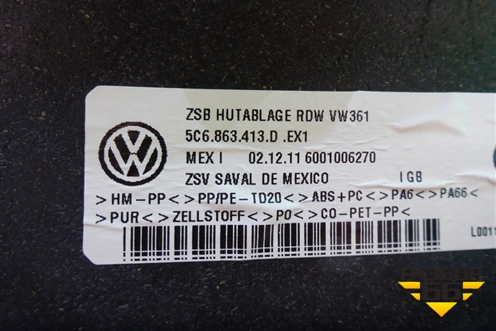 ZSB HUTABLAGE RDW VW361
5C6.863.413.D .EX1
MEX I 02.12.11 6001006270
ZSV SAVAL DE MEXICO IGB
>HM-PP<>PP/PE-TD20<>ABS+PC<>PA6<>PA66<
>PUR<>ZELLSTOFF<>PO<>CO-PET-PP<
L0011